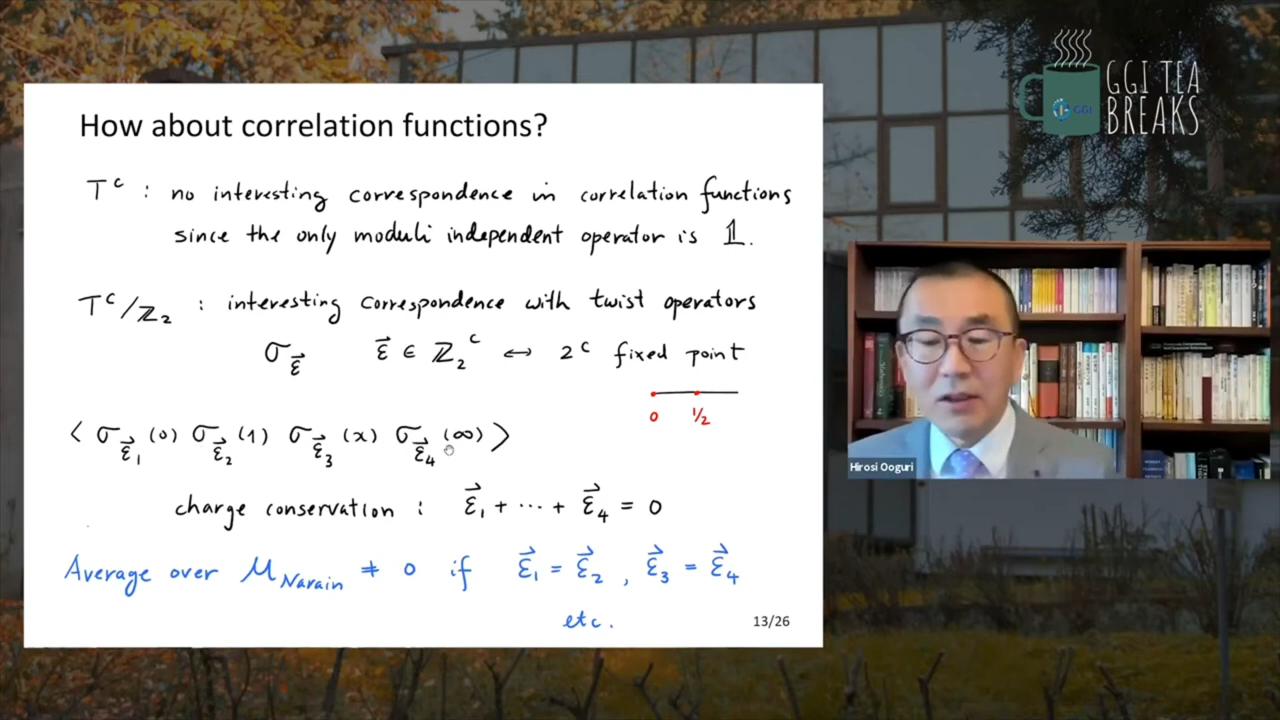 GGI TEA
BREAKS
GGI
How about correlation functions?
T^c : no interesting correspondence in correlation functions
since the only moduli independent operator is 𝟙.
T^c/ℤ₂ : interesting correspondence with twist operators
σ_ε⃗ ε⃗ ∈ ℤ₂^c ↔ 2^c fixed point
0 1/2
⟨ σ_ε⃗₁ (0) σ_ε⃗₂ (1) σ_ε⃗₃ (x) σ_ε⃗₄ (∞) ⟩
charge conservation : ε⃗₁ + ⋯ + ε⃗₄ = 0
Average over M_Narain ≠ 0 if ε⃗₁ = ε⃗₂ , ε⃗₃ = ε⃗₄
etc.
13/26
Hirosi Ooguri